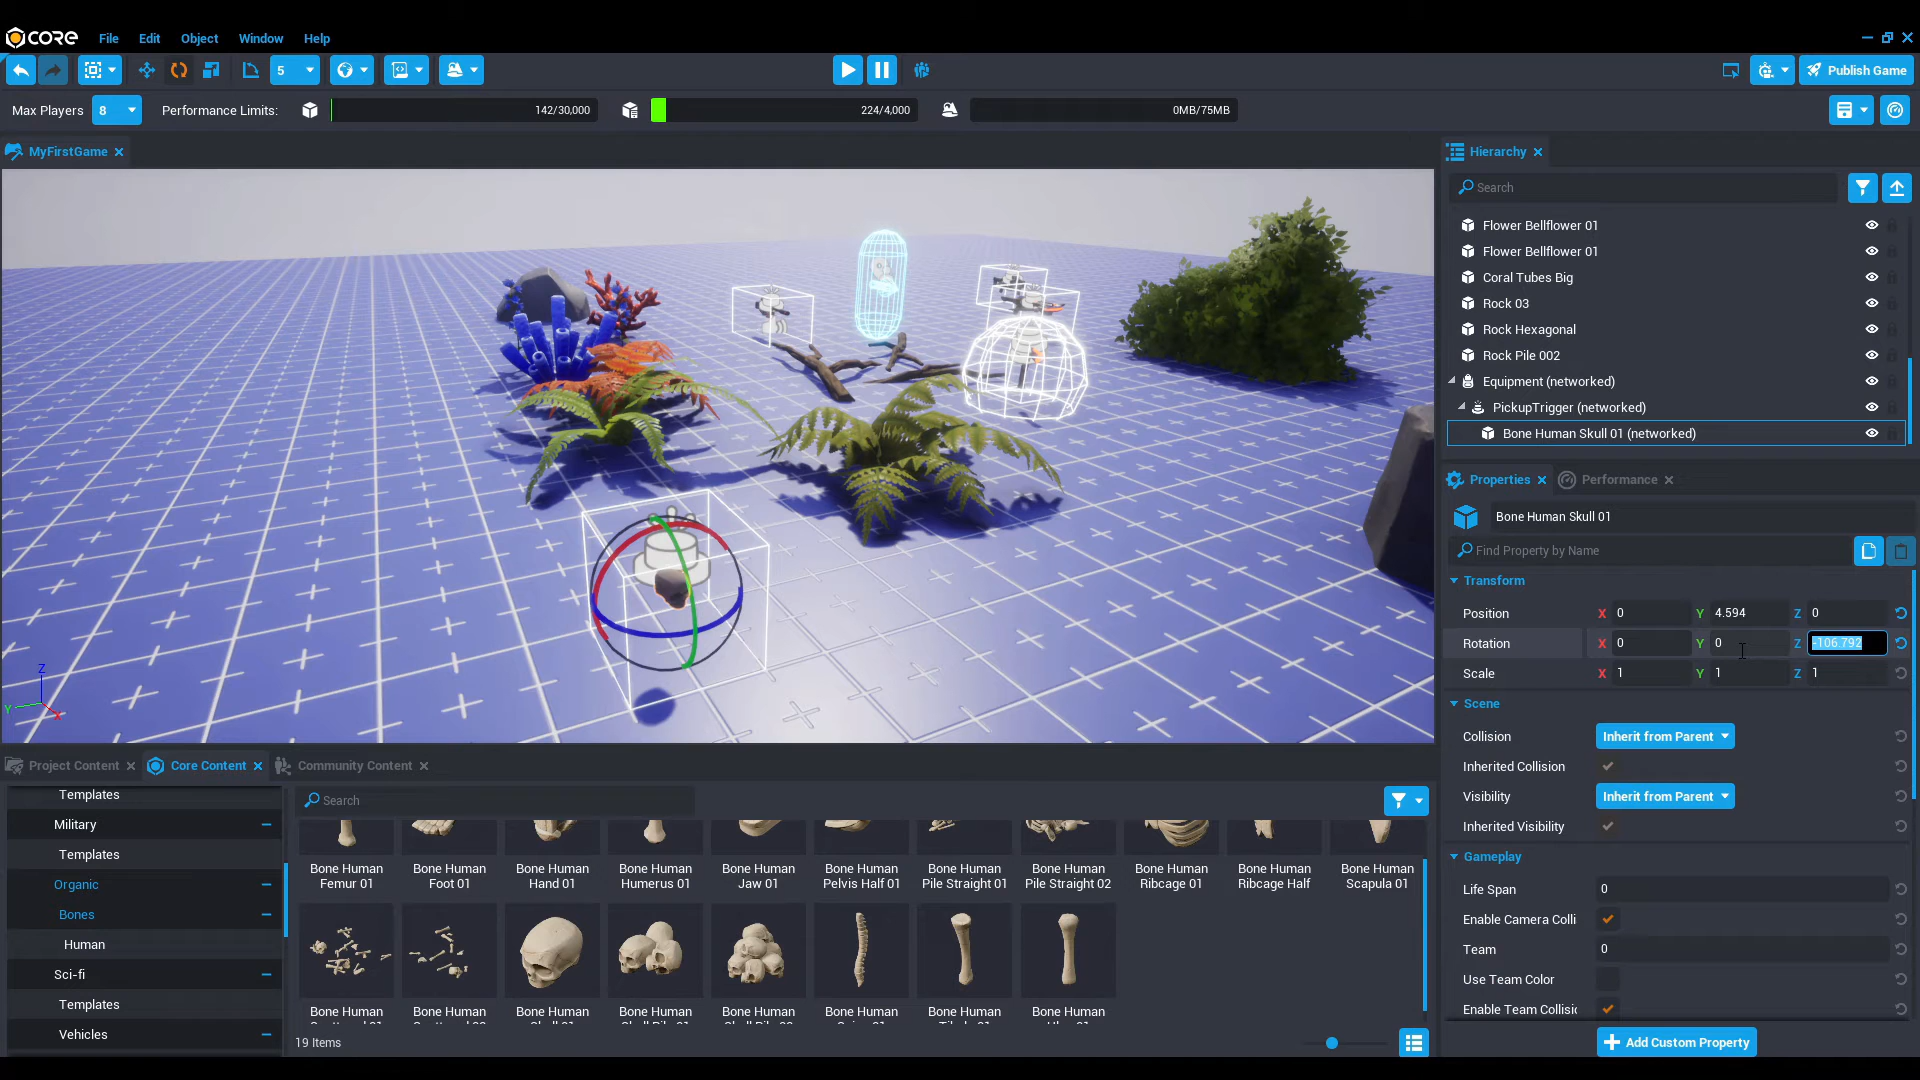 CORE File Edit Object Window Help
5 Publish Game
Max Players 8 Performance Limits: 142/30,000 224/4,000 0MB/75MB
MyFirstGame
Hierarchy
Search
Flower Bellflower 01
Flower Bellflower 01
Coral Tubes Big
Rock 03
Rock Hexagonal
Rock Pile 002
Equipment (networked)
PickupTrigger (networked)
Bone Human Skull 01 (networked)
Properties Performance
Bone Human Skull 01
Find Property by Name
Transform
Position X 0 Y 4.594 Z 0
Rotation X 0 Y 0 Z -106.792
Scale X 1 Y 1 Z 1
Scene
Collision Inherit from Parent
Inherited Collision
Visibility Inherit from Parent
Inherited Visibility
Gameplay
Life Span 0
Enable Camera Colli
Team 0
Use Team Color
Enable Team Collisic
Add Custom Property
Z
Y
X
Project Content Core Content Community Content
Templates
Military
Templates
Organic
Bones
Human
Sci-fi
Templates
Vehicles
Search
Bone Human Femur 01
Bone Human Foot 01
Bone Human Hand 01
Bone Human Humerus 01
Bone Human Jaw 01
Bone Human Pelvis Half 01
Bone Human Pile Straight 01
Bone Human Pile Straight 02
Bone Human Ribcage 01
Bone Human Ribcage Half
Bone Human Scapula 01
Bone Human
Bone Human
Bone Human
Bone Human
Bone Human
Bone Human
Bone Human
Bone Human
19 Items